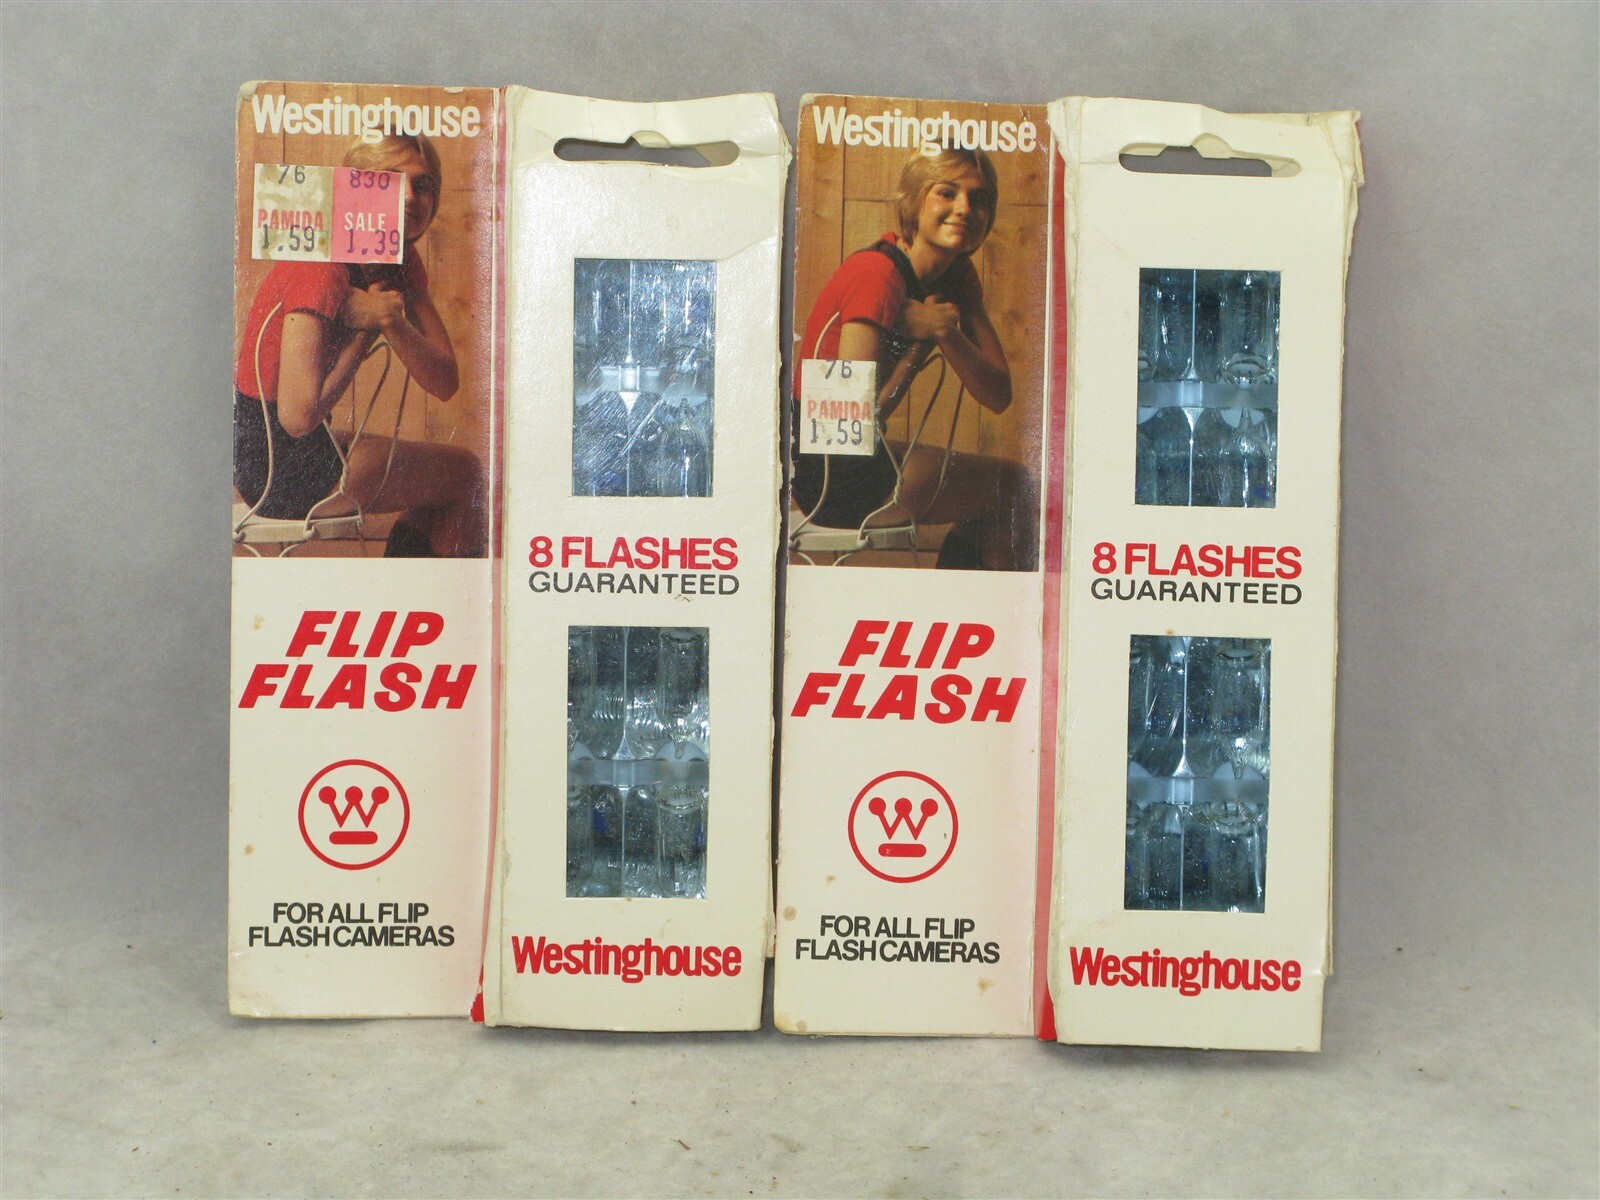 Westinghouse
76
PAMIDA
1.59
830
SALE
1.39
FLIP
FLASH
W
FOR ALL FLIP
FLASH CAMERAS
8 FLASHES
GUARANTEED
Westinghouse
Westinghouse
76
PAMIDA
1.59
FLIP
FLASH
W
FOR ALL FLIP
FLASH CAMERAS
8 FLASHES
GUARANTEED
Westinghouse